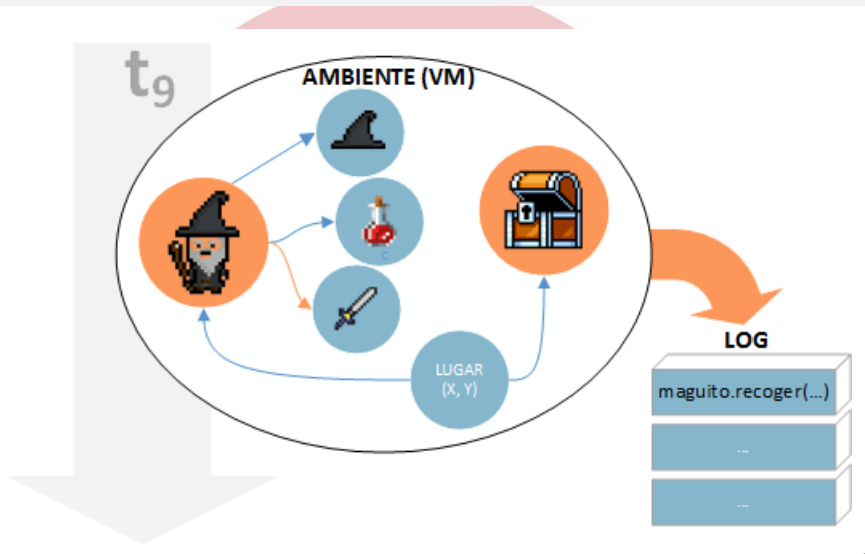 t9
AMBIENTE (VM)
C
LUGAR
(X, Y)
LOG
maguito.recoger(...)
...
...